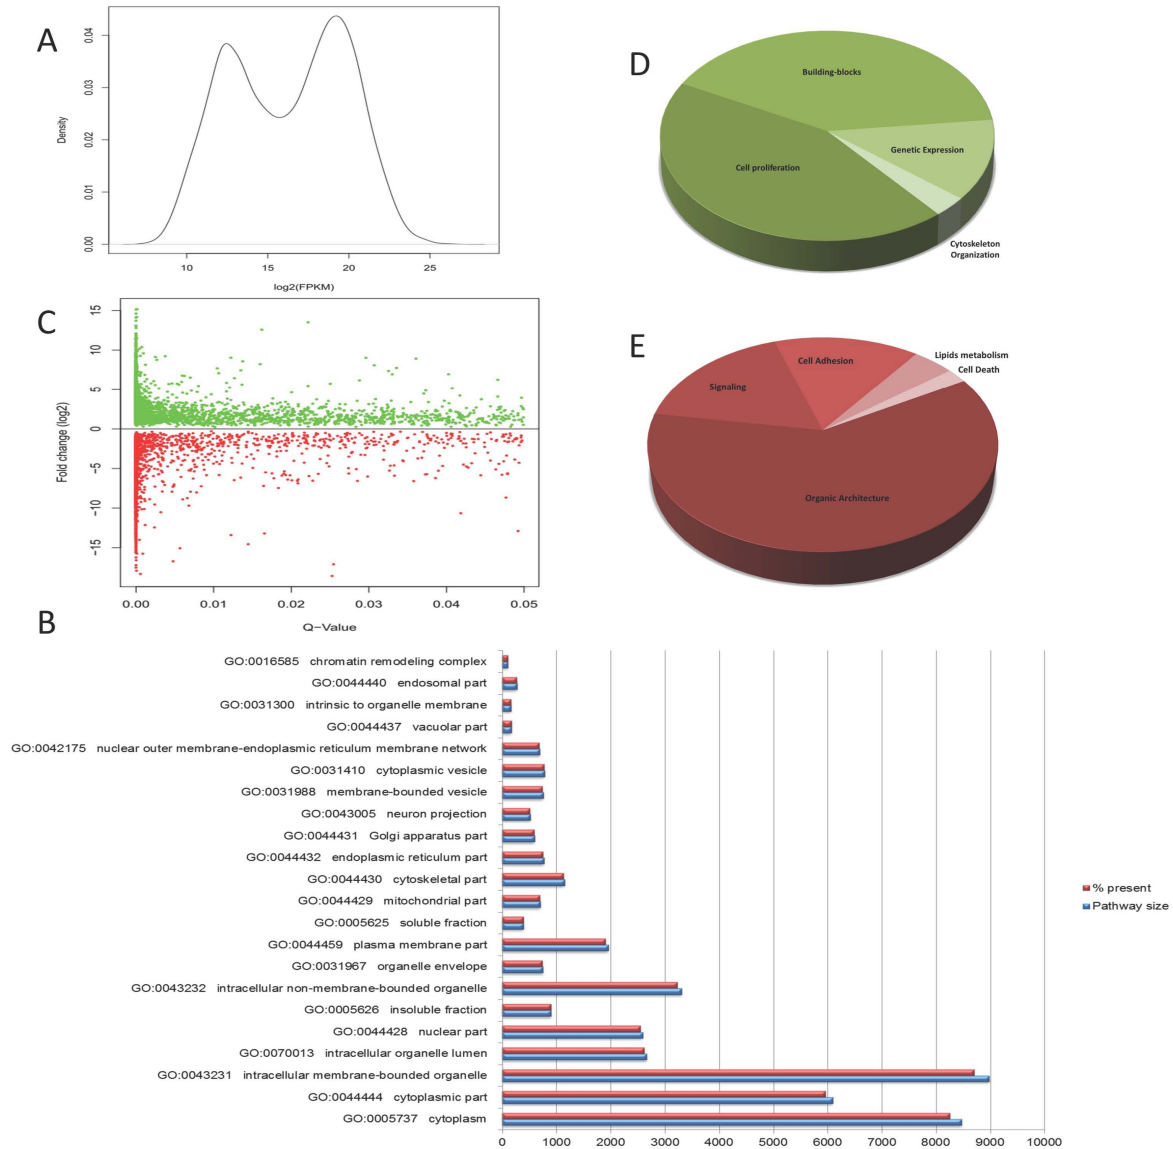 A
Density
0.00
0.01
0.02
0.03
0.04
10
15
20
25
log2(FPKM)
D
Building-blocks
Genetic Expression
Cell proliferation
Cytoskeleton
Organization
C
Fold change (log2)
15
10
5
0
−5
−10
−15
0.00
0.01
0.02
0.03
0.04
0.05
Q−Value
E
Cell Adhesion
Lipids metabolism
Cell Death
Signaling
Organic Architecture
B
GO:0016585 chromatin remodeling complex
GO:0044440 endosomal part
GO:0031300 intrinsic to organelle membrane
GO:0044437 vacuolar part
GO:0042175 nuclear outer membrane-endoplasmic reticulum membrane network
GO:0031410 cytoplasmic vesicle
GO:0031988 membrane-bounded vesicle
GO:0043005 neuron projection
GO:0044431 Golgi apparatus part
GO:0044432 endoplasmic reticulum part
GO:0044430 cytoskeletal part
GO:0044429 mitochondrial part
GO:0005625 soluble fraction
GO:0044459 plasma membrane part
GO:0031967 organelle envelope
GO:0043232 intracellular non-membrane-bounded organelle
GO:0005626 insoluble fraction
GO:0044428 nuclear part
GO:0070013 intracellular organelle lumen
GO:0043231 intracellular membrane-bounded organelle
GO:0044444 cytoplasmic part
GO:0005737 cytoplasm
0 1000 2000 3000 4000 5000 6000 7000 8000 9000 10000
% present
Pathway size